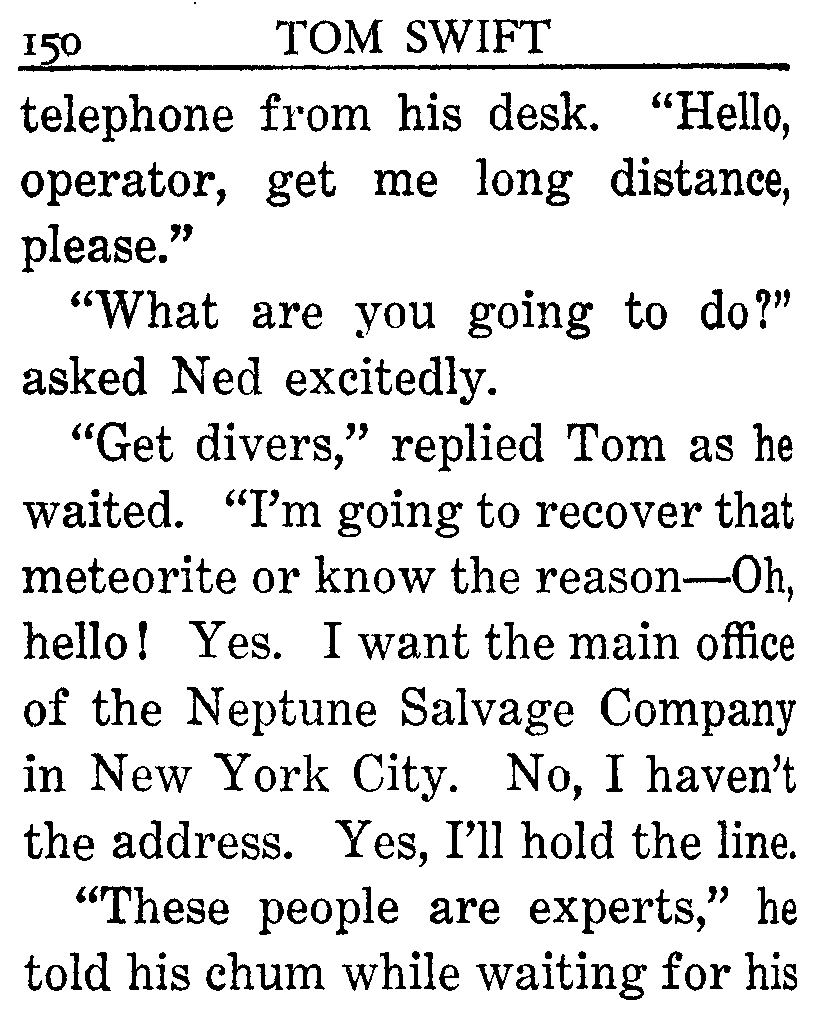 150 TOM SWIFT
telephone from his desk. “Hello,
operator, get me long distance,
please.”
“What are you going to do?”
asked Ned excitedly.
“Get divers,” replied Tom as he
waited. “I’m going to recover that
meteorite or know the reason—Oh,
hello! Yes. I want the main office
of the Neptune Salvage Company
in New York City. No, I haven’t
the address. Yes, I’ll hold the line.
“These people are experts,” he
told his chum while waiting for his